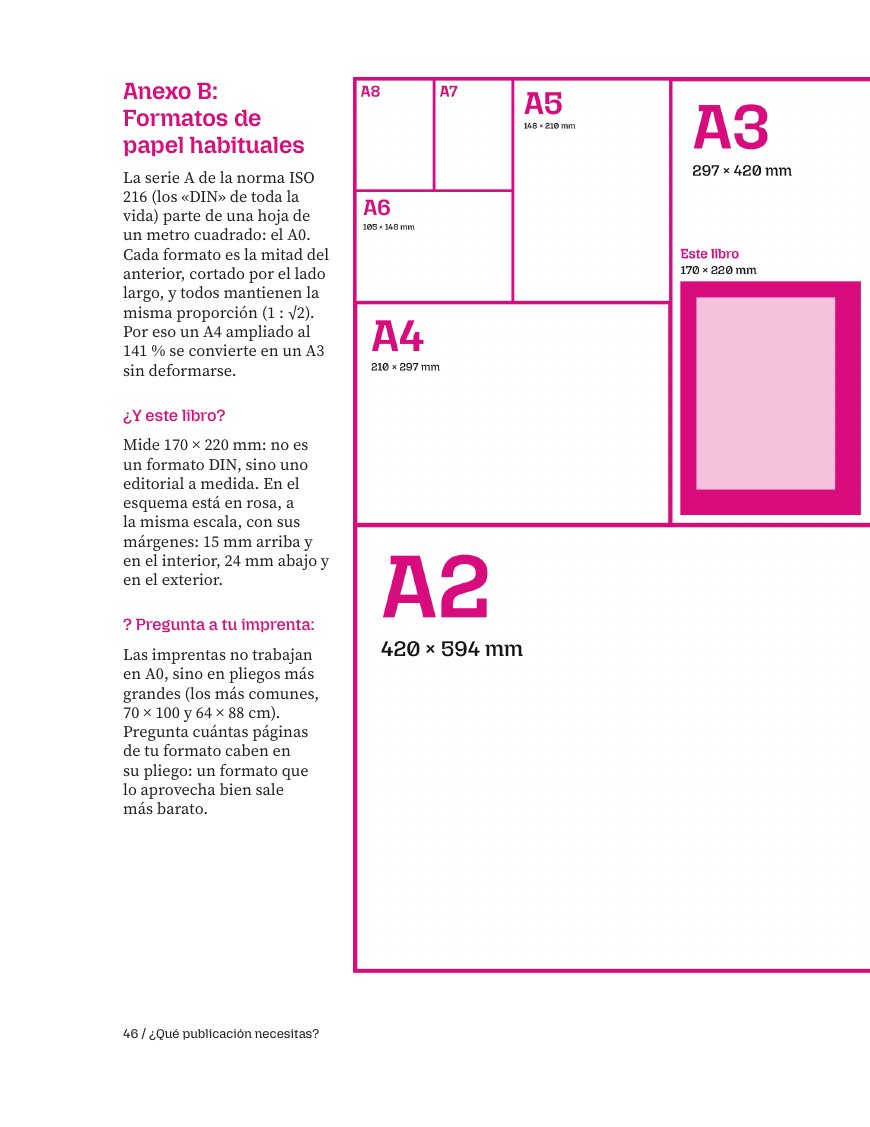 Anexo B:
Formatos de
papel habituales
La serie A de la norma ISO
216 (los «DIN» de toda la
vida) parte de una hoja de
un metro cuadrado: el A0.
Cada formato es la mitad del
anterior, cortado por el lado
largo, y todos mantienen la
misma proporción (1 : √2).
Por eso un A4 ampliado al
141 % se convierte en un A3
sin deformarse.
¿Y este libro?
Mide 170 × 220 mm: no es
un formato DIN, sino uno
editorial a medida. En el
esquema está en rosa, a
la misma escala, con sus
márgenes: 15 mm arriba y
en el interior, 24 mm abajo y
en el exterior.
? Pregunta a tu imprenta:
Las imprentas no trabajan
en A0, sino en pliegos más
grandes (los más comunes,
70 × 100 y 64 × 88 cm).
Pregunta cuántas páginas
de tu formato caben en
su pliego: un formato que
lo aprovecha bien sale
más barato.
A8
A7
A5
148 × 210 mm
A3
297 × 420 mm
A6
105 × 148 mm
Este libro
170 × 220 mm
A4
210 × 297 mm
A2
420 × 594 mm
46 / ¿Qué publicación necesitas?